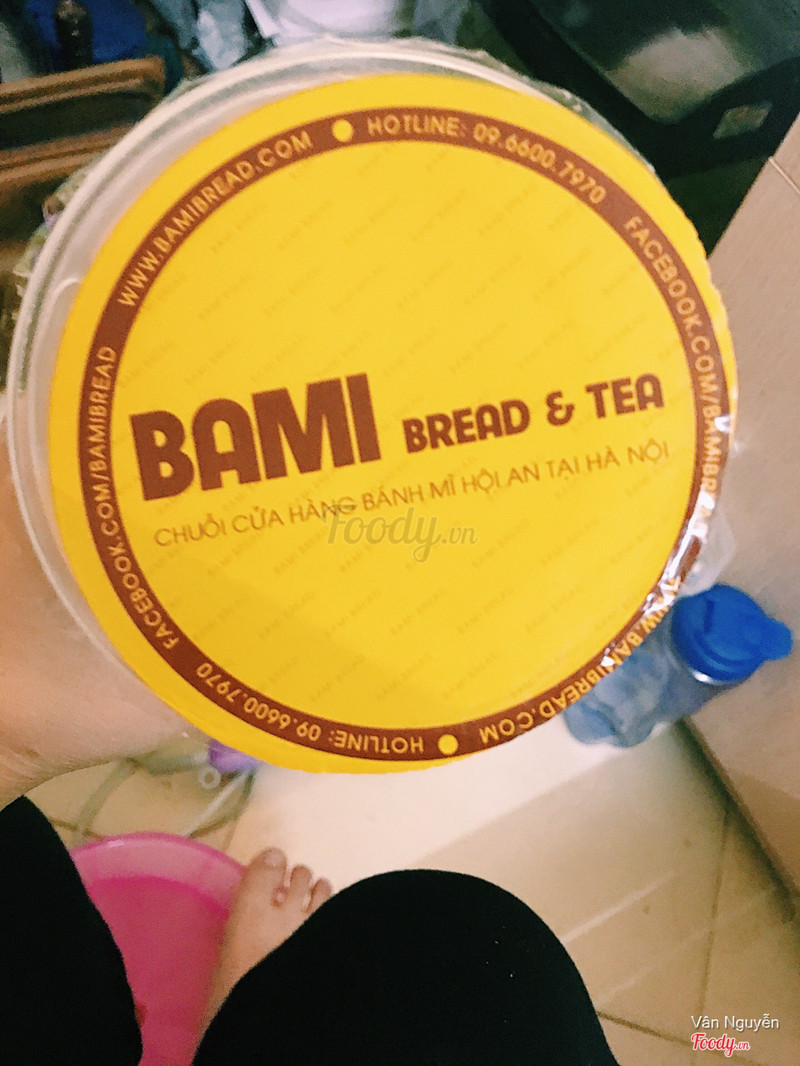 WWW.BAMIBREAD.COM ● HOTLINE: 09.6600.7970 FACEBOOK.COM/BAMIBREAD
BAMI BREAD & TEA
CHUỖI CỬA HÀNG BÁNH MÌ HỘI AN TẠI HÀ NỘI
Foody.vn
WWW.BAMIBREAD.COM ● HOTLINE: 09.6600.7970 FACEBOOK.COM/BAMIBREAD
Vân Nguyễn
Foody.vn